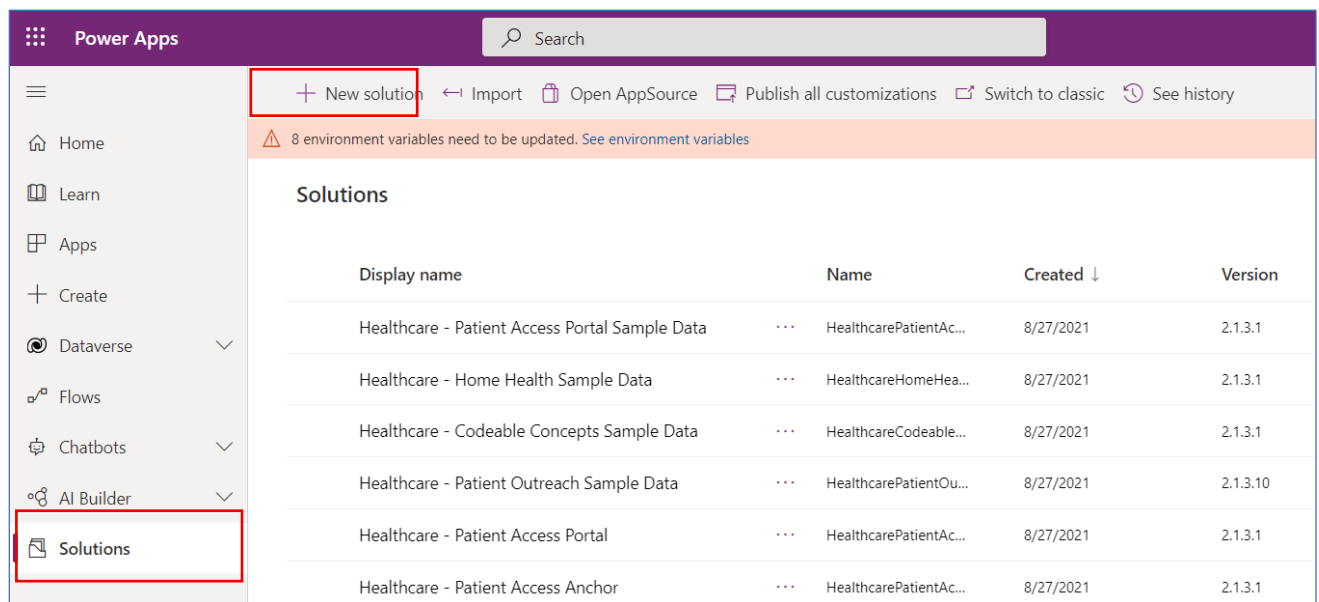 Power Apps
Search
New solution Import Open AppSource Publish all customizations Switch to classic See history
8 environment variables need to be updated. See environment variables
Home
Learn
Apps
Create
Dataverse
Flows
Chatbots
AI Builder
Solutions
Solutions
Display name Name Created ↓ Version
Healthcare - Patient Access Portal Sample Data ... HealthcarePatientAc... 8/27/2021 2.1.3.1
Healthcare - Home Health Sample Data ... HealthcareHomeHea... 8/27/2021 2.1.3.1
Healthcare - Codeable Concepts Sample Data ... HealthcareCodeable... 8/27/2021 2.1.3.1
Healthcare - Patient Outreach Sample Data ... HealthcarePatientOu... 8/27/2021 2.1.3.10
Healthcare - Patient Access Portal ... HealthcarePatientAc... 8/27/2021 2.1.3.1
Healthcare - Patient Access Anchor ... HealthcarePatientAc... 8/27/2021 2.1.3.1